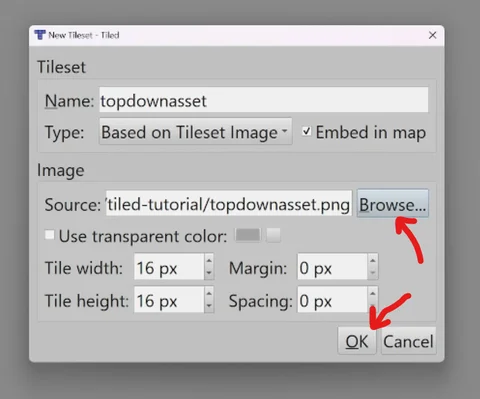 New Tileset - Tiled
Tileset
Name: topdownasset
Type: Based on Tileset Image Embed in map
Image
Source: /tiled-tutorial/topdownasset.png Browse...
Use transparent color:
Tile width: 16 px Margin: 0 px
Tile height: 16 px Spacing: 0 px
OK Cancel